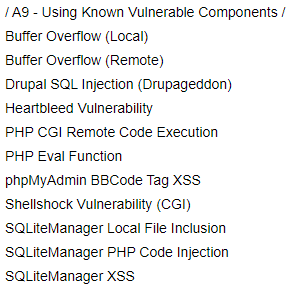 / A9 - Using Known Vulnerable Components /
Buffer Overflow (Local)
Buffer Overflow (Remote)
Drupal SQL Injection (Drupageddon)
Heartbleed Vulnerability
PHP CGI Remote Code Execution
PHP Eval Function
phpMyAdmin BBCode Tag XSS
Shellshock Vulnerability (CGI)
SQLiteManager Local File Inclusion
SQLiteManager PHP Code Injection
SQLiteManager XSS